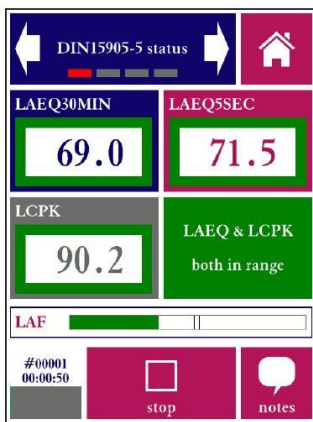 DIN15905-5 status
LAEQ30MIN
LAEQ5SEC
69.0
71.5
LCPK
90.2
LAEQ & LCPK
both in range
LAF
#00001
00:00:50
stop
notes